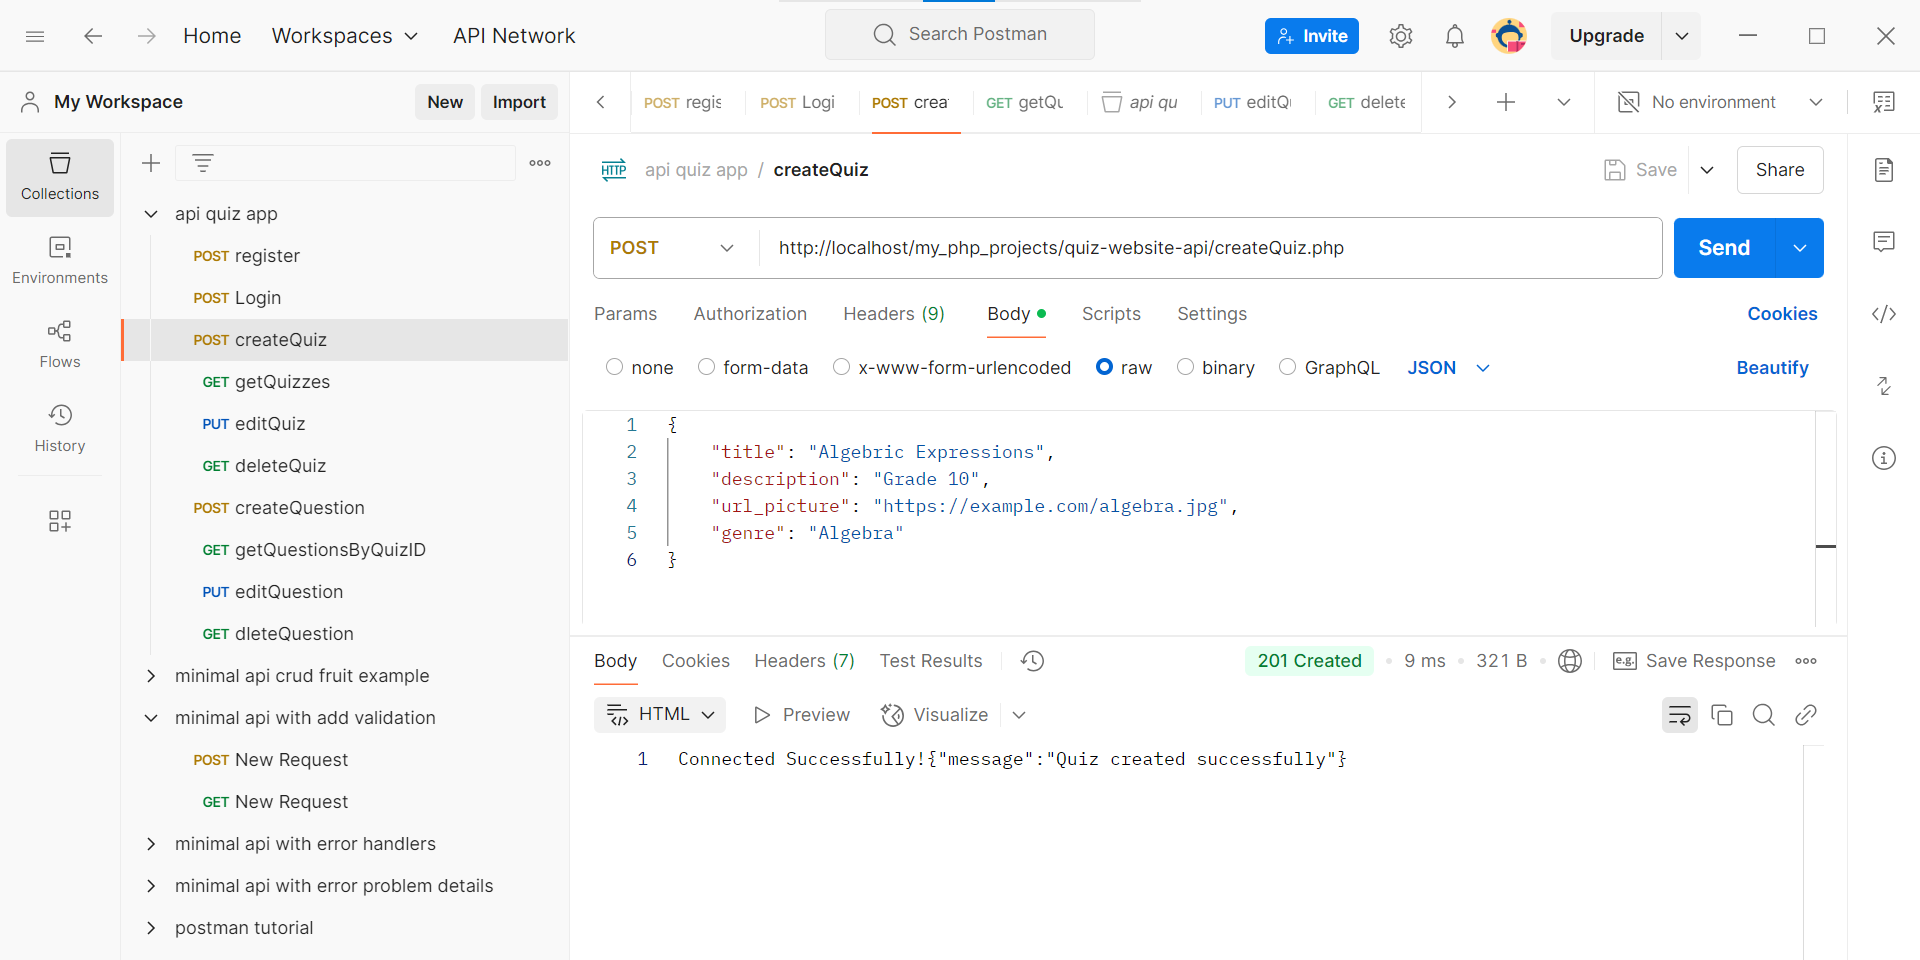 Home Workspaces API Network Search Postman Invite Upgrade
My Workspace New Import
POST regis POST Logi POST crea GET getQu api qu PUT editQ GET delete No environment
Collections
Environments
Flows
History
api quiz app
POST register
POST Login
POST createQuiz
GET getQuizzes
PUT editQuiz
GET deleteQuiz
POST createQuestion
GET getQuestionsByQuizID
PUT editQuestion
GET dleteQuestion
minimal api crud fruit example
minimal api with add validation
POST New Request
GET New Request
minimal api with error handlers
minimal api with error problem details
postman tutorial
HTTP api quiz app / createQuiz Save Share
POST http://localhost/my_php_projects/quiz-website-api/createQuiz.php Send
Params Authorization Headers (9) Body Scripts Settings Cookies
none form-data x-www-form-urlencoded raw binary GraphQL JSON Beautify
1 {
2 "title": "Algebric Expressions",
3 "description": "Grade 10",
4 "url_picture": "https://example.com/algebra.jpg",
5 "genre": "Algebra"
6 }
Body Cookies Headers (7) Test Results 201 Created • 9 ms • 321 B • e.g. Save Response
HTML Preview Visualize
1 Connected Successfully!{"message":"Quiz created successfully"}